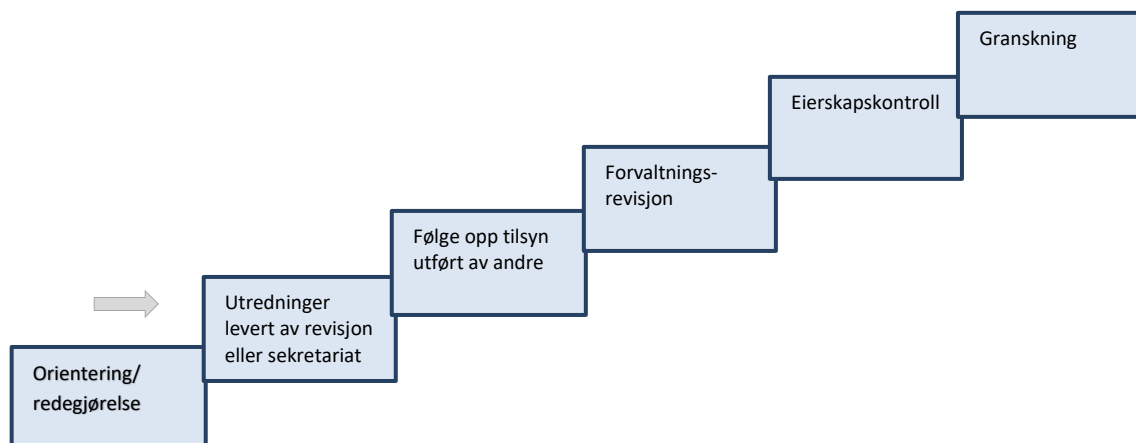 Granskning
Eierskapskontroll
Forvaltnings-
revisjon
Følge opp tilsyn
utført av andre
Utredninger
levert av revisjon
eller sekretariat
Orientering/
redegjørelse